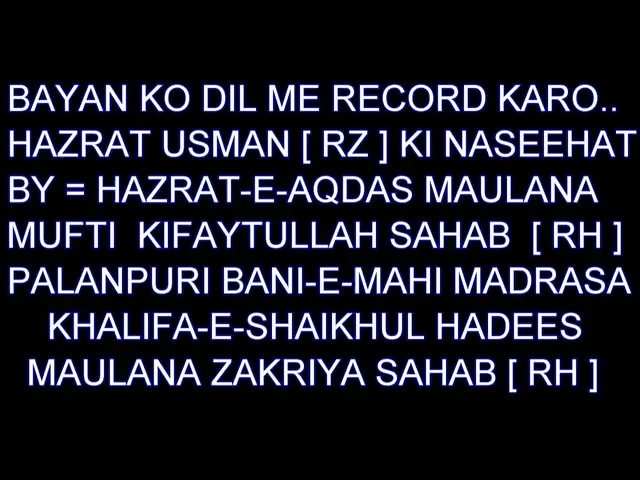 BAYAN KO DIL ME RECORD KARO..
HAZRAT USMAN [ RZ ] KI NASEEHAT
BY = HAZRAT-E-AQDAS MAULANA
MUFTI KIFAYTULLAH SAHAB [ RH ]
PALANPURI BANI-E-MAHI MADRASA
KHALIFA-E-SHAIKHUL HADEES
MAULANA ZAKRIYA SAHAB [ RH ]